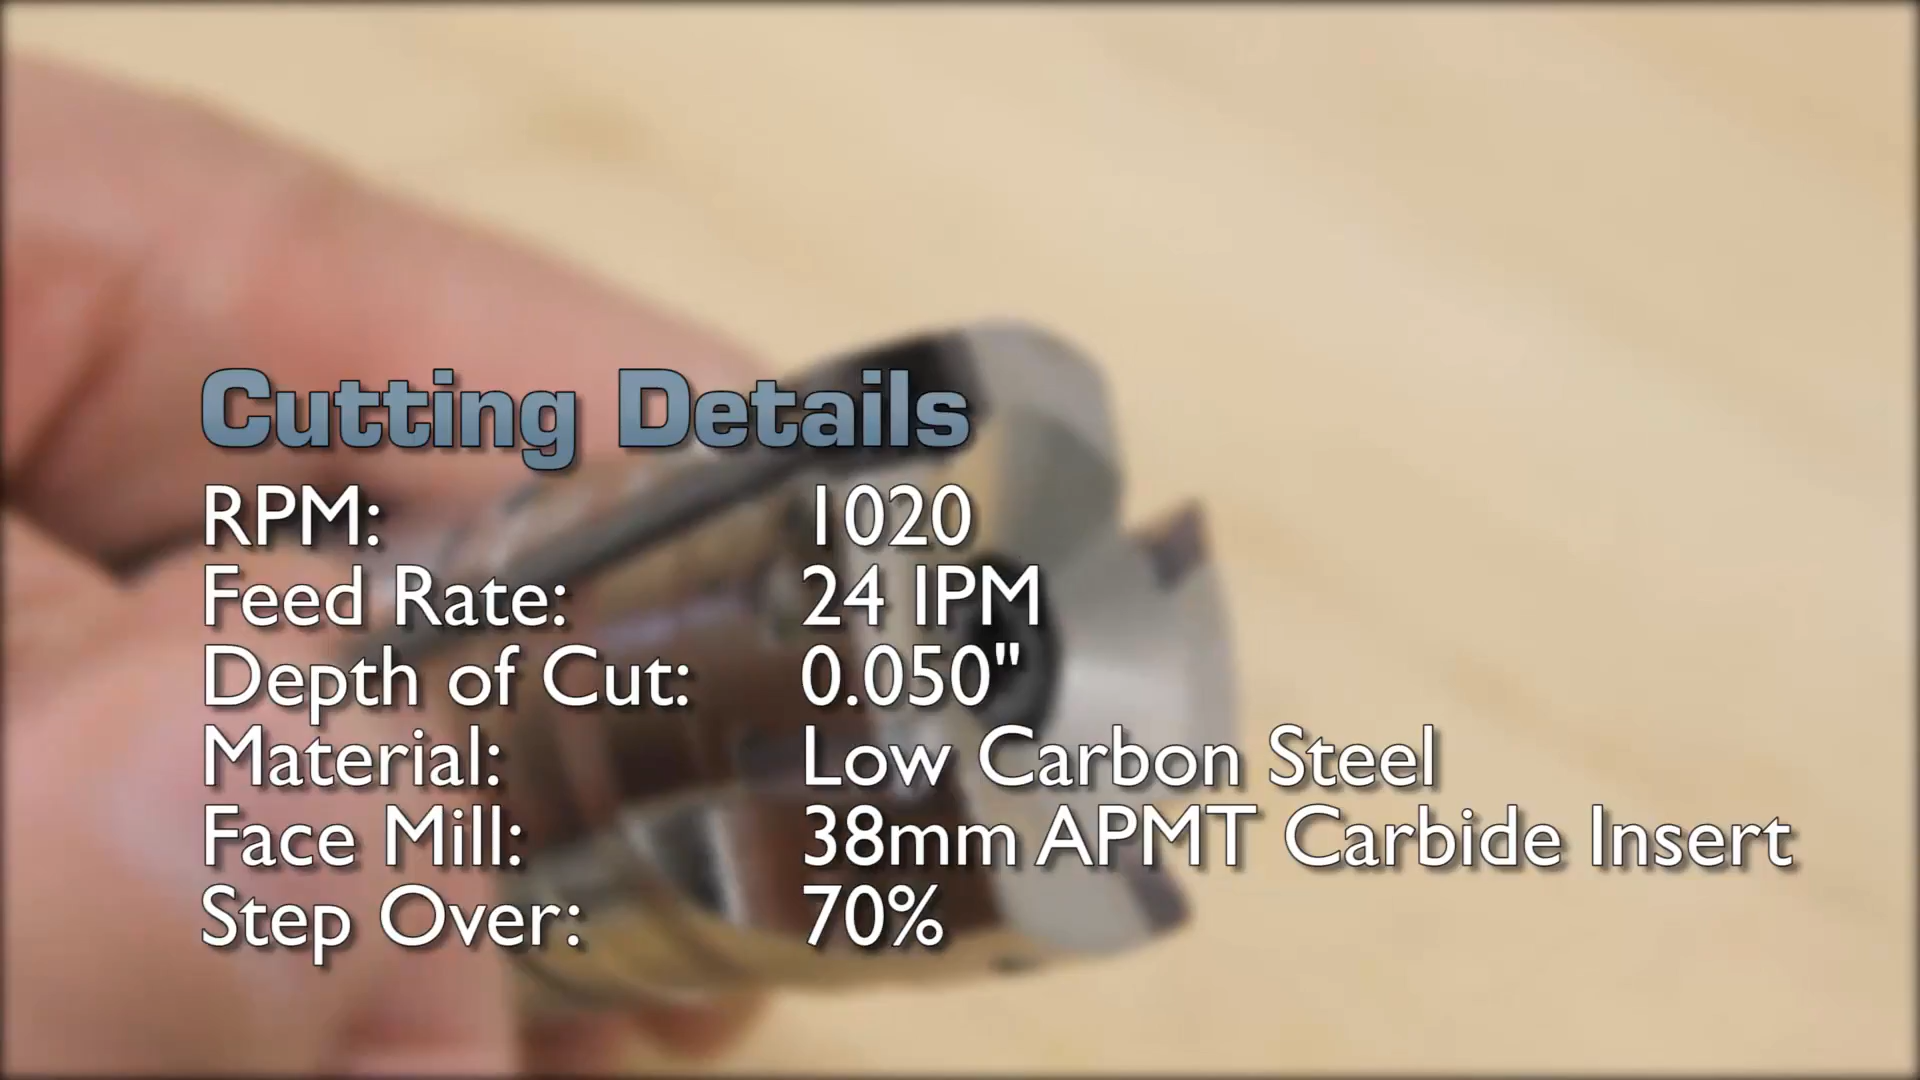 Cutting Details
RPM: 1020
Feed Rate: 24 IPM
Depth of Cut: 0.050"
Material: Low Carbon Steel
Face Mill: 38mm APMT Carbide Insert
Step Over: 70%